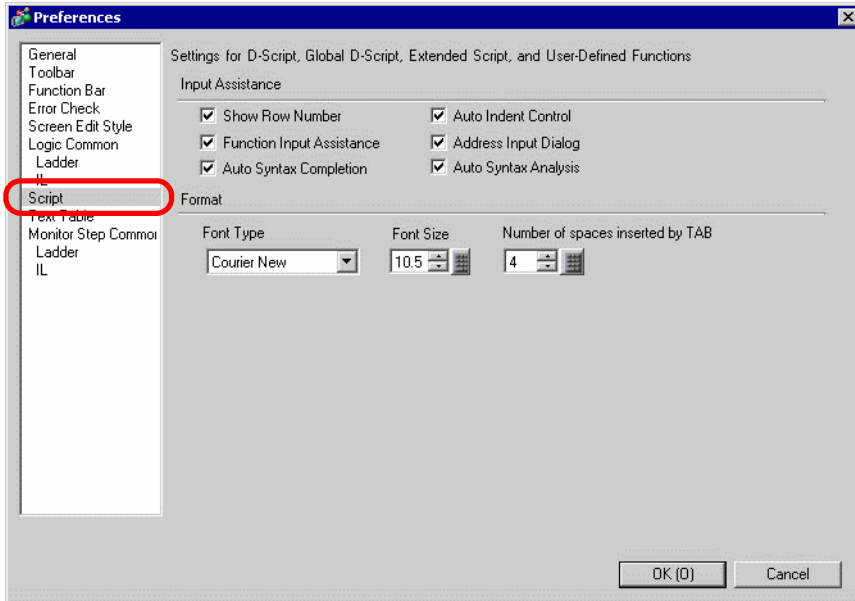 Preferences
General
Toolbar
Function Bar
Error Check
Screen Edit Style
Logic Common
Ladder
IL
Script
Text Table
Monitor Step Commor
Ladder
IL
Settings for D-Script, Global D-Script, Extended Script, and User-Defined Functions
Input Assistance
Show Row Number
Auto Indent Control
Function Input Assistance
Address Input Dialog
Auto Syntax Completion
Auto Syntax Analysis
Format
Font Type
Font Size
Number of spaces inserted by TAB
Courier New
10.5
4
OK (O)
Cancel